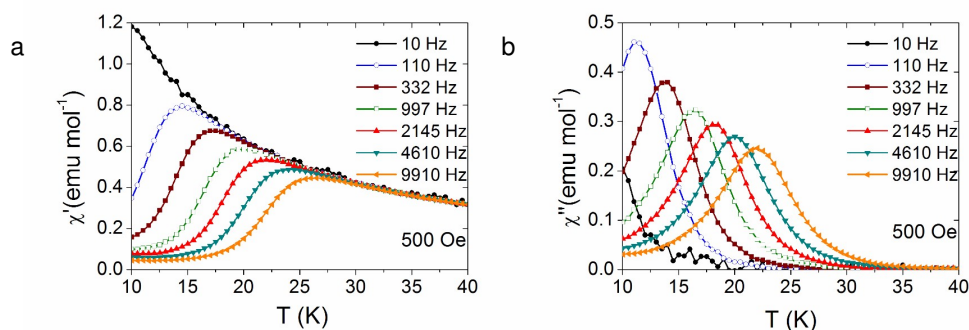 a
χ'(emu mol⁻¹)
1.2
1.0
0.8
0.6
0.4
0.2
0.0
10 Hz
110 Hz
332 Hz
997 Hz
2145 Hz
4610 Hz
9910 Hz
500 Oe
10 15 20 25 30 35 40
T (K)
b
χ"(emu mol⁻¹)
0.5
0.4
0.3
0.2
0.1
0.0
10 Hz
110 Hz
332 Hz
997 Hz
2145 Hz
4610 Hz
9910 Hz
500 Oe
10 15 20 25 30 35 40
T (K)